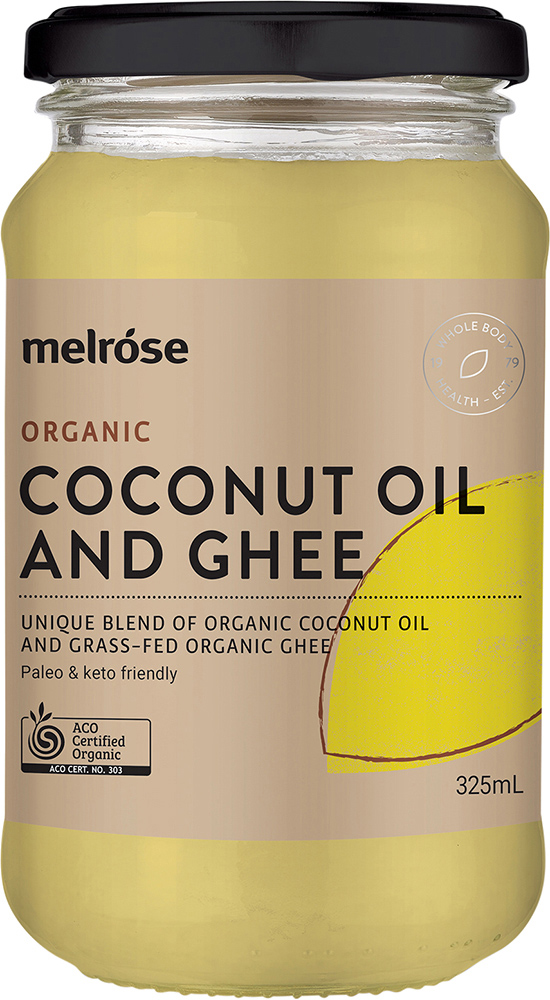 melróse
WHOLE BODY
HEALTH – EST.
79
ORGANIC
COCONUT OIL
AND GHEE
UNIQUE BLEND OF ORGANIC COCONUT OIL
AND GRASS-FED ORGANIC GHEE
Paleo & keto friendly
ACO
Certified
Organic
ACO CERT. NO. 303
325mL